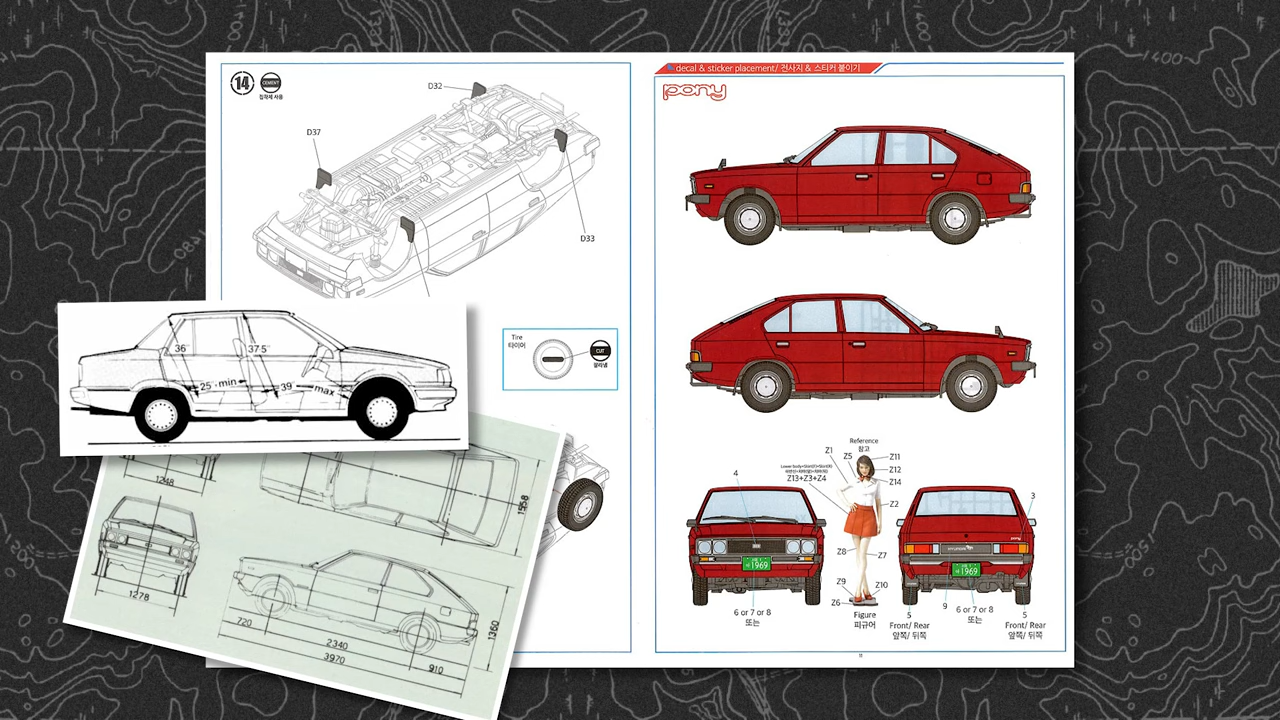 14
CEMENT
접착제 사용
D32
D37
D33
Tire
타이어
CUT
잘라냄
decal & sticker placement/ 전사지 & 스티커 붙이기
pony
Reference
참고
Z1
Z5
Z11
Z12
Z14
Z13+Z3+Z4
Z2
Z8
Z7
Z9
Z10
Z6
Figure
피규어
4
1969
6 or 7 or 8
또는
3
pony
HYUNDAI
1969
5
Front/ Rear
앞쪽/ 뒤쪽
9
6 or 7 or 8
또는
5
Front/ Rear
앞쪽/ 뒤쪽
11
36"
37.5"
25" min
39" max
1248
1558
1278
720
2340
3970
910
1360
1400